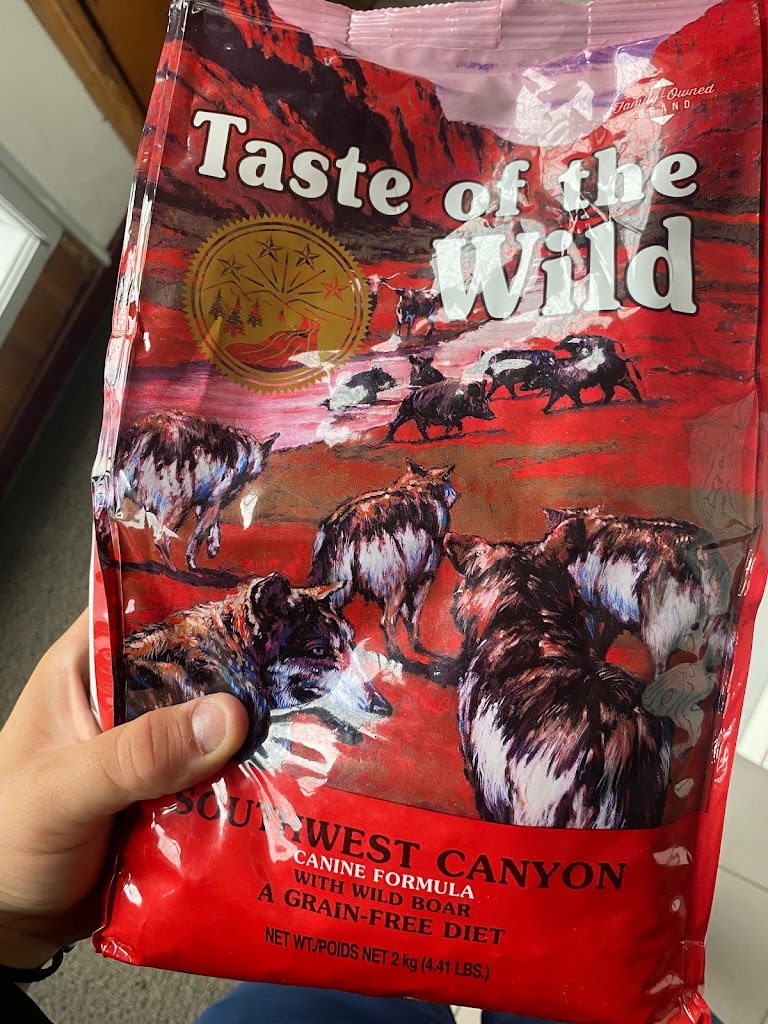 Family-Owned
BRAND
Taste of the
Wild
SOUTHWEST CANYON
CANINE FORMULA
WITH WILD BOAR
A GRAIN-FREE DIET
NET WT./POIDS NET 2 kg (4.41 LBS.)